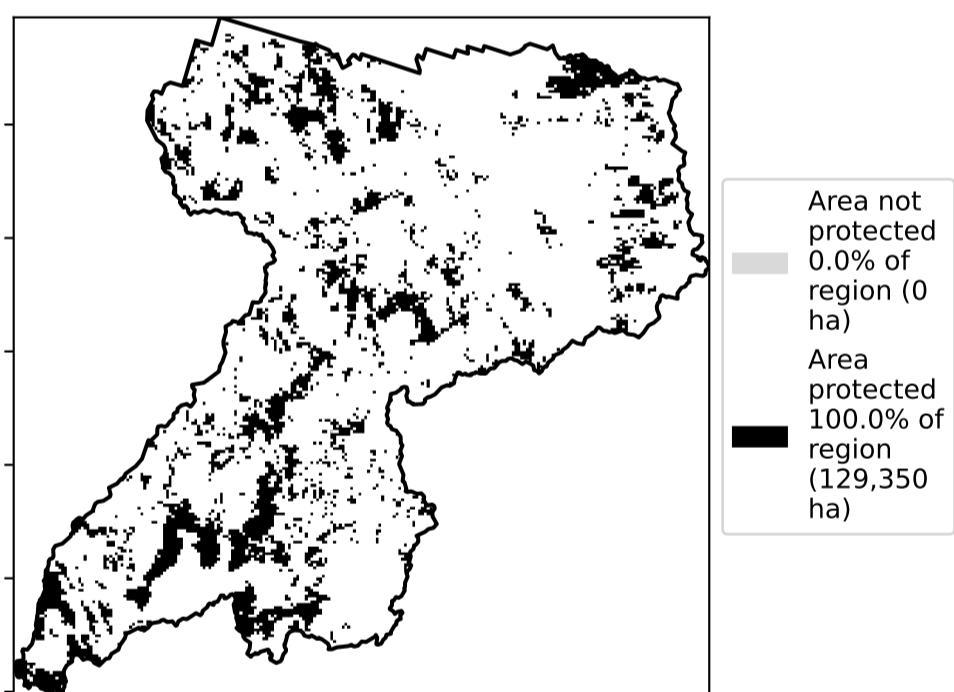 Area not
protected
0.0% of
region (0
ha)
Area
protected
100.0% of
region
(129,350
ha)